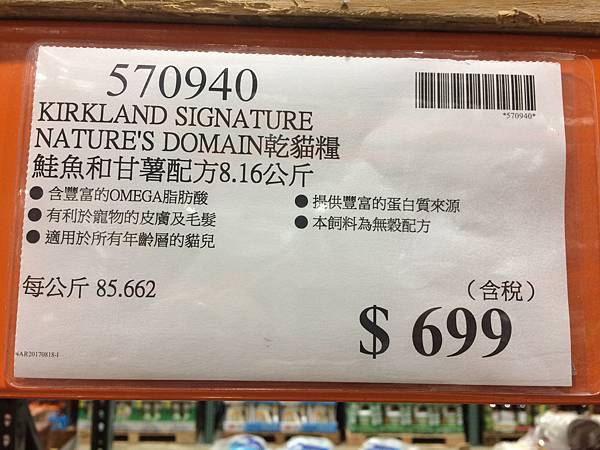 570940
*570940*
KIRKLAND SIGNATURE
NATURE'S DOMAIN乾貓糧
鮭魚和甘薯配方8.16公斤
●含豐富的OMEGA脂肪酸
●有利於寵物的皮膚及毛髮
●適用於所有年齡層的貓兒
●提供豐富的蛋白質來源
●本飼料為無穀配方
每公斤 85.662
（含稅）
$ 699
4AR20170818-1